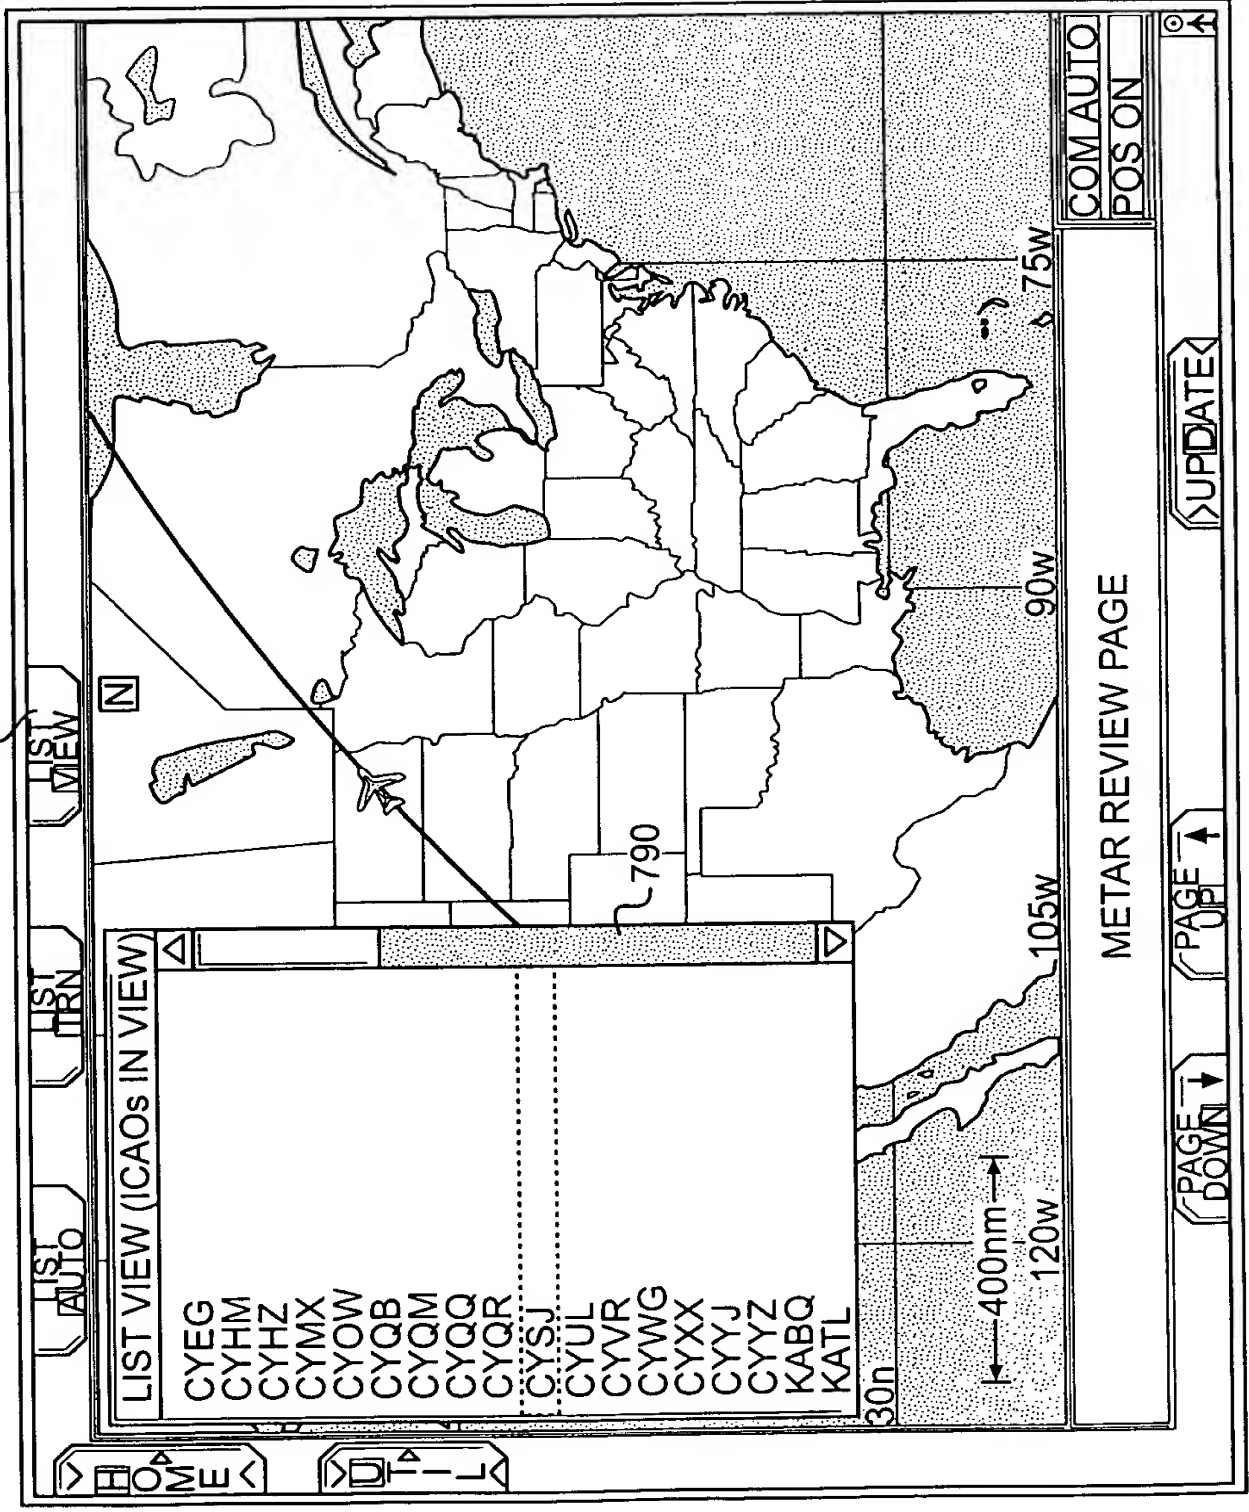 LIST
AUTO
LIST
ITRN
LIST
VIEW
HOME
UTIL
LIST VIEW (ICAOs IN VIEW)
CYEG
CYHM
CYHZ
CYMX
CYOW
CYQB
CYQM
CYQQ
CYQR
CYSJ
CYUL
CYVR
CYWG
CYXX
CYYJ
CYYZ
KABQ
KATL
N
790
30n
400nm
120w
105w
90w
75w
METAR REVIEW PAGE
COM AUTO
POS ON
PAGE
DOWN
PAGE
UP
>UPDATE<